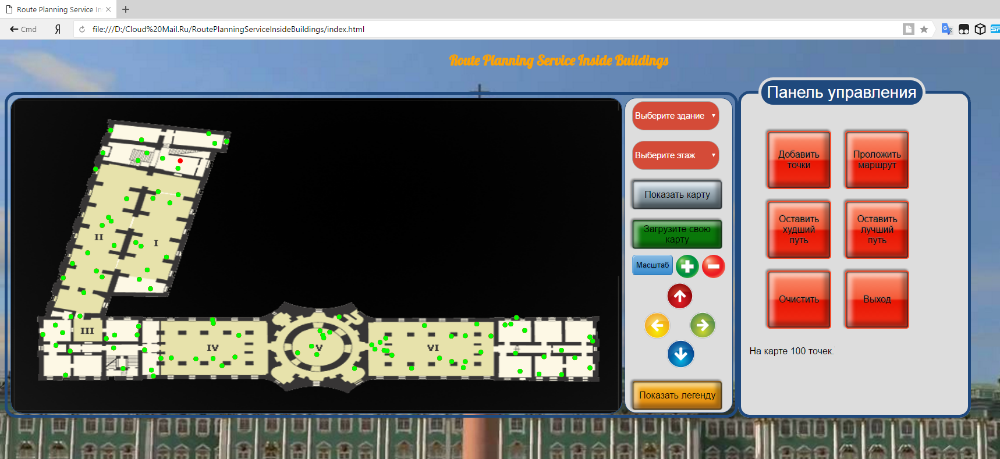 Route Planning Service In
Cmd
Я
file:///D:/Cloud%20Mail.Ru/RoutePlanningServiceInsideBuildings/index.html
Route Planning Service Inside Buildings
Панель управления
Выберите здание
Выберите этаж
Показать карту
Загрузите свою
карту
Масштаб
Показать легенду
Добавить
точки
Проложить
маршрут
Оставить
худший
путь
Оставить
лучший
путь
Очистить
Выход
На карте 100 точек.
II
I
III
IV
V
VI